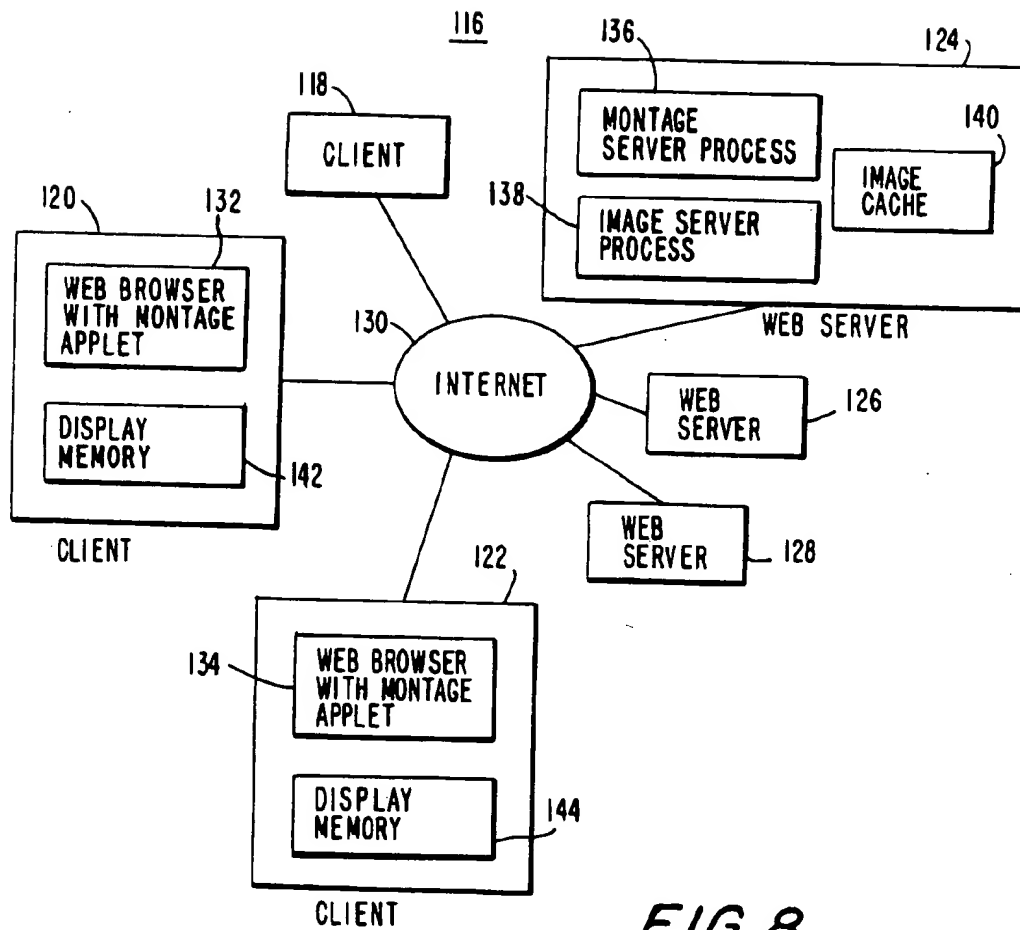 116
136
124
118
MONTAGE
SERVER PROCESS
140
CLIENT
IMAGE
CACHE
138
IMAGE SERVER
PROCESS
120
132
WEB BROWSER
WITH MONTAGE
APPLET
130
WEB SERVER
INTERNET
DISPLAY
MEMORY
142
WEB
SERVER
126
CLIENT
WEB
SERVER
128
122
134
WEB BROWSER
WITH MONTAGE
APPLET
DISPLAY
MEMORY
144
CLIENT
FIG. 8